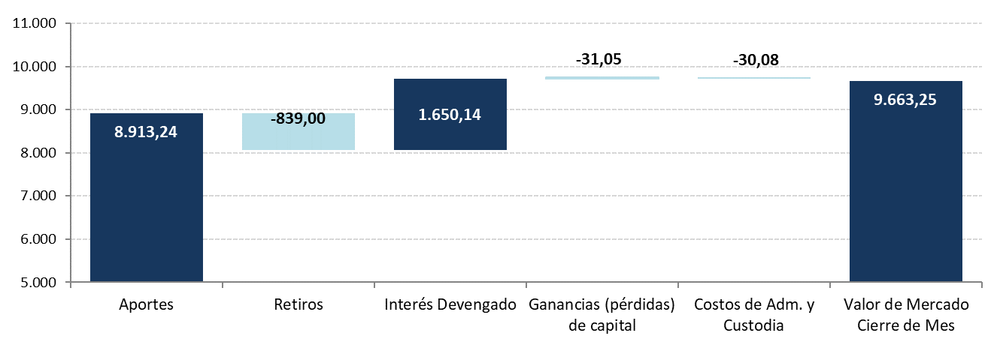 11.000
10.000
9.000
8.000
7.000
6.000
5.000
8.913,24
-839,00
1.650,14
-31,05
-30,08
9.663,25
Aportes
Retiros
Interés Devengado
Ganancias (pérdidas)
de capital
Costos de Adm. y
Custodia
Valor de Mercado
Cierre de Mes